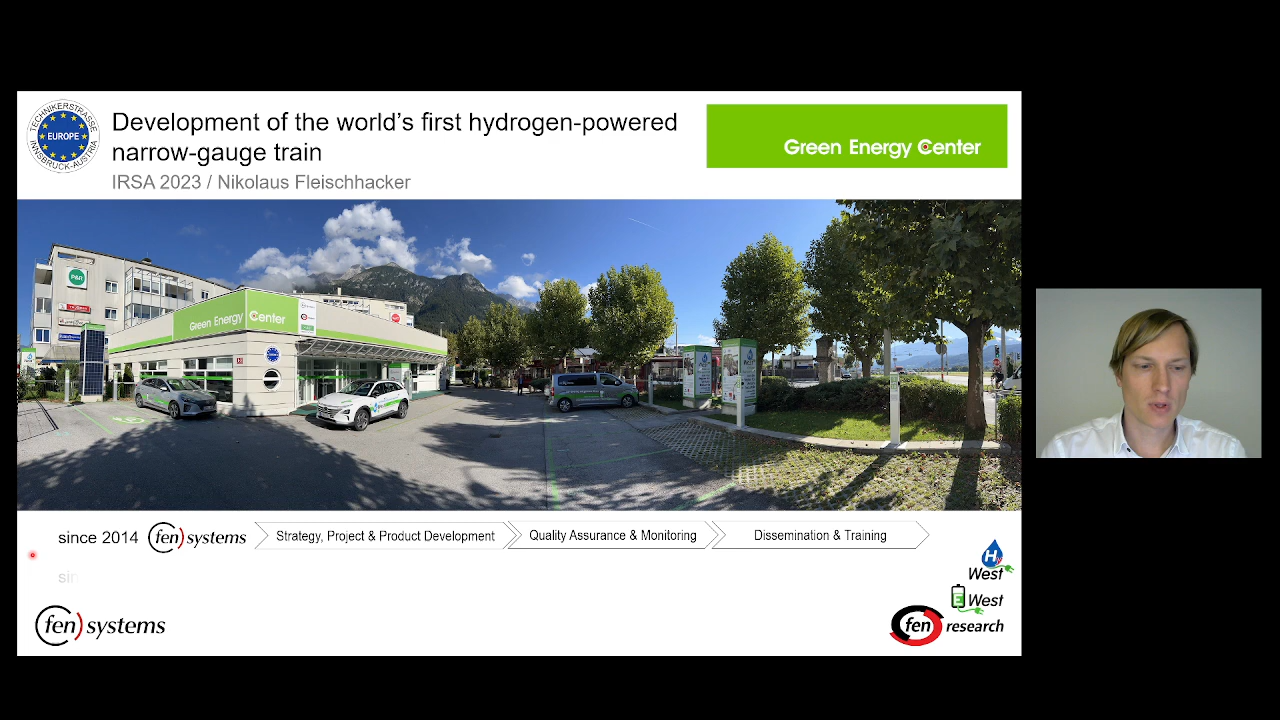 TECHNIKERSTRASSE
EUROPE
INNSBRUCK-AUSTRIA
Development of the world's first hydrogen-powered
narrow-gauge train
IRSA 2023 / Nikolaus Fleischhacker
Green Energy Center
P&R
Green Energy Center
since 2014 fen systems Strategy, Project & Product Development Quality Assurance & Monitoring Dissemination & Training
sin
H2
West
E West
fen systems
fen research